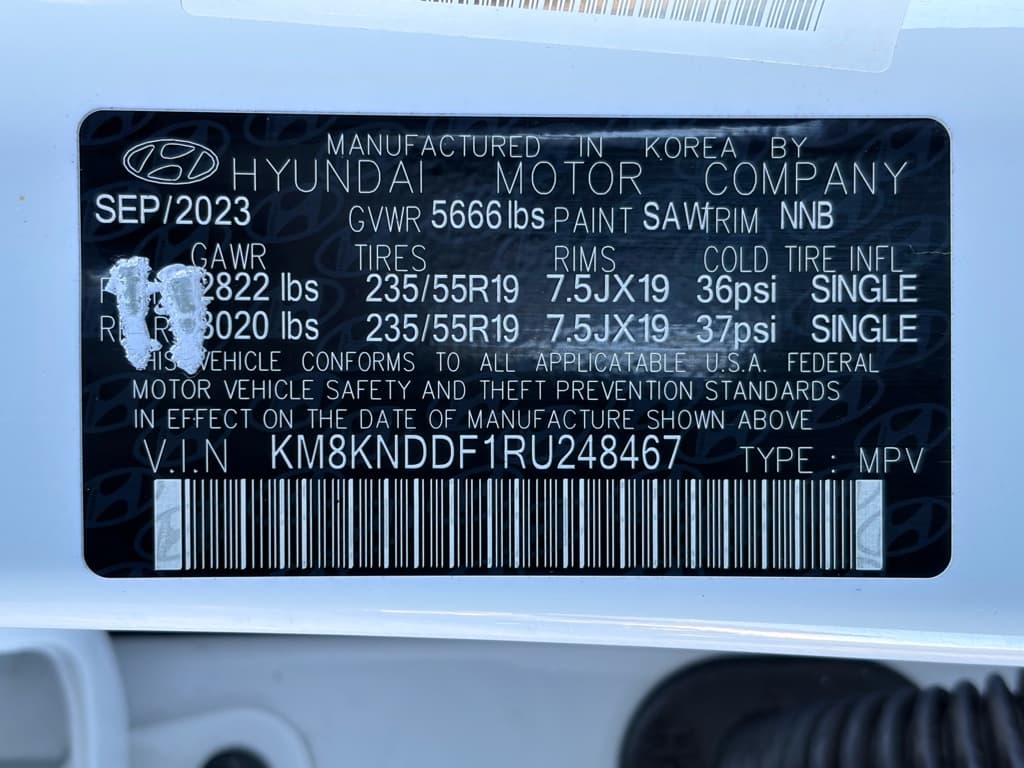 MANUFACTURED IN KOREA BY
HYUNDAI MOTOR COMPANY
SEP/2023 GVWR 5666lbs PAINT SAW TRIM NNB
GAWR TIRES RIMS COLD TIRE INFL
2822 lbs 235/55R19 7.5JX19 36psi SINGLE
REAR 3020 lbs 235/55R19 7.5JX19 37psi SINGLE
THIS VEHICLE CONFORMS TO ALL APPLICATABLE U.S.A. FEDERAL
MOTOR VEHICLE SAFETY AND THEFT PREVENTION STANDARDS
IN EFFECT ON THE DATE OF MANUFACTURE SHOWN ABOVE
V.I.N KM8KNDDF1RU248467 TYPE : MPV